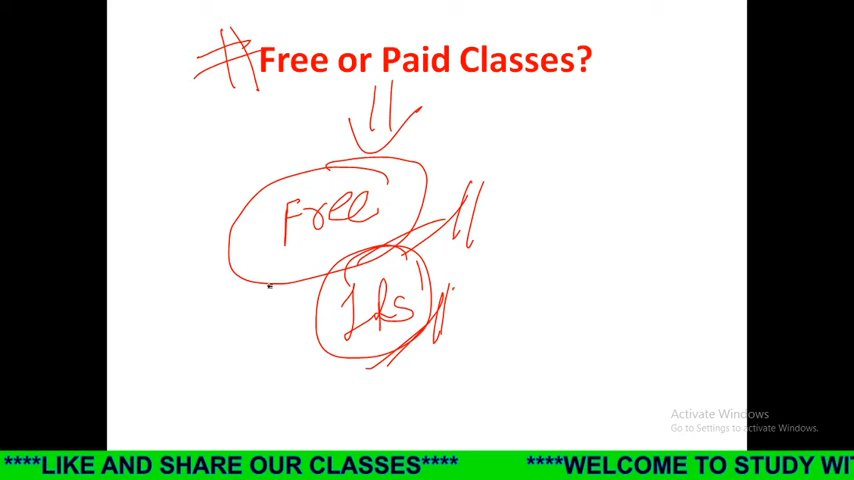 # Free or Paid Classes?
Free
1Rs
Activate Windows
Go to Settings to activate Windows.
****LIKE AND SHARE OUR CLASSES**** ****WELCOME TO STUDY WIT